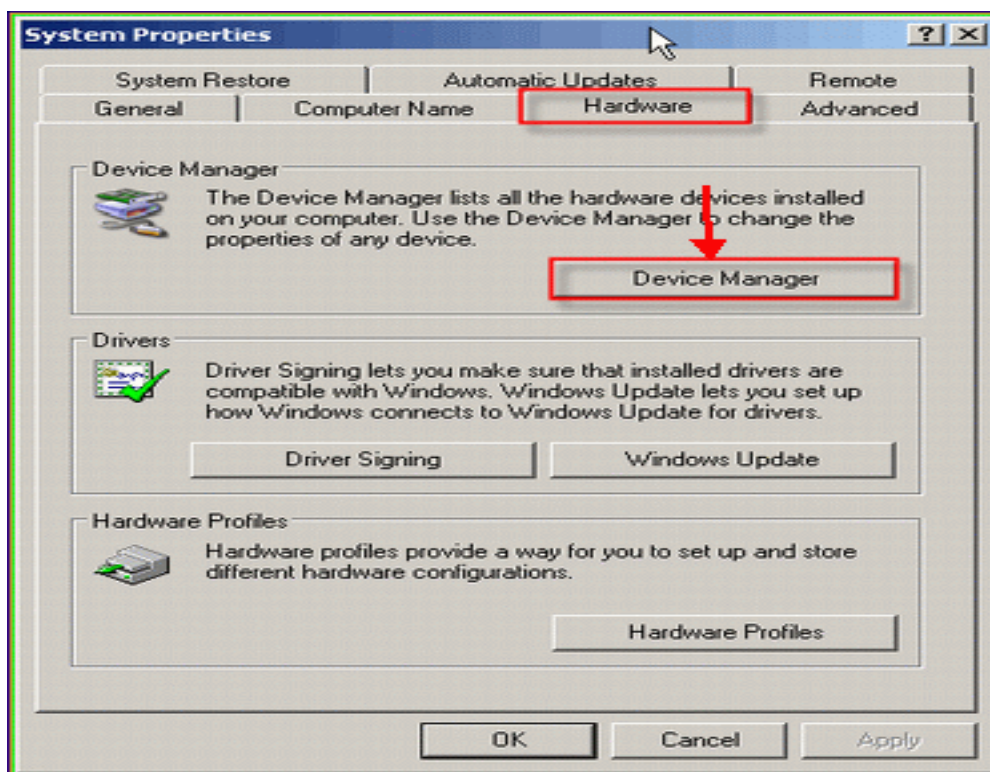 System Properties
System Restore
Automatic Updates
Remote
General
Computer Name
Hardware
Advanced
Device Manager
The Device Manager lists all the hardware devices installed
on your computer. Use the Device Manager to change the
properties of any device.
Device Manager
Drivers
Driver Signing lets you make sure that installed drivers are
compatible with Windows. Windows Update lets you set up
how Windows connects to Windows Update for drivers.
Driver Signing
Windows Update
Hardware Profiles
Hardware profiles provide a way for you to set up and store
different hardware configurations.
Hardware Profiles
OK
Cancel
Apply